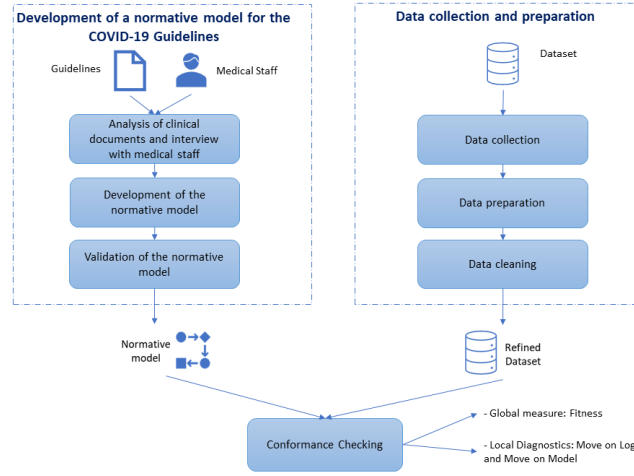 Development of a normative model for the
COVID-19 Guidelines
Guidelines
Medical Staff
Analysis of clinical
documents and interview
with medical staff
Development of the
normative model
Validation of the normative
model
Normative
model
Data collection and preparation
Dataset
Data collection
Data preparation
Data cleaning
Refined
Dataset
Conformance Checking
- Global measure: Fitness
- Local Diagnostics: Move on Log
and Move on Model